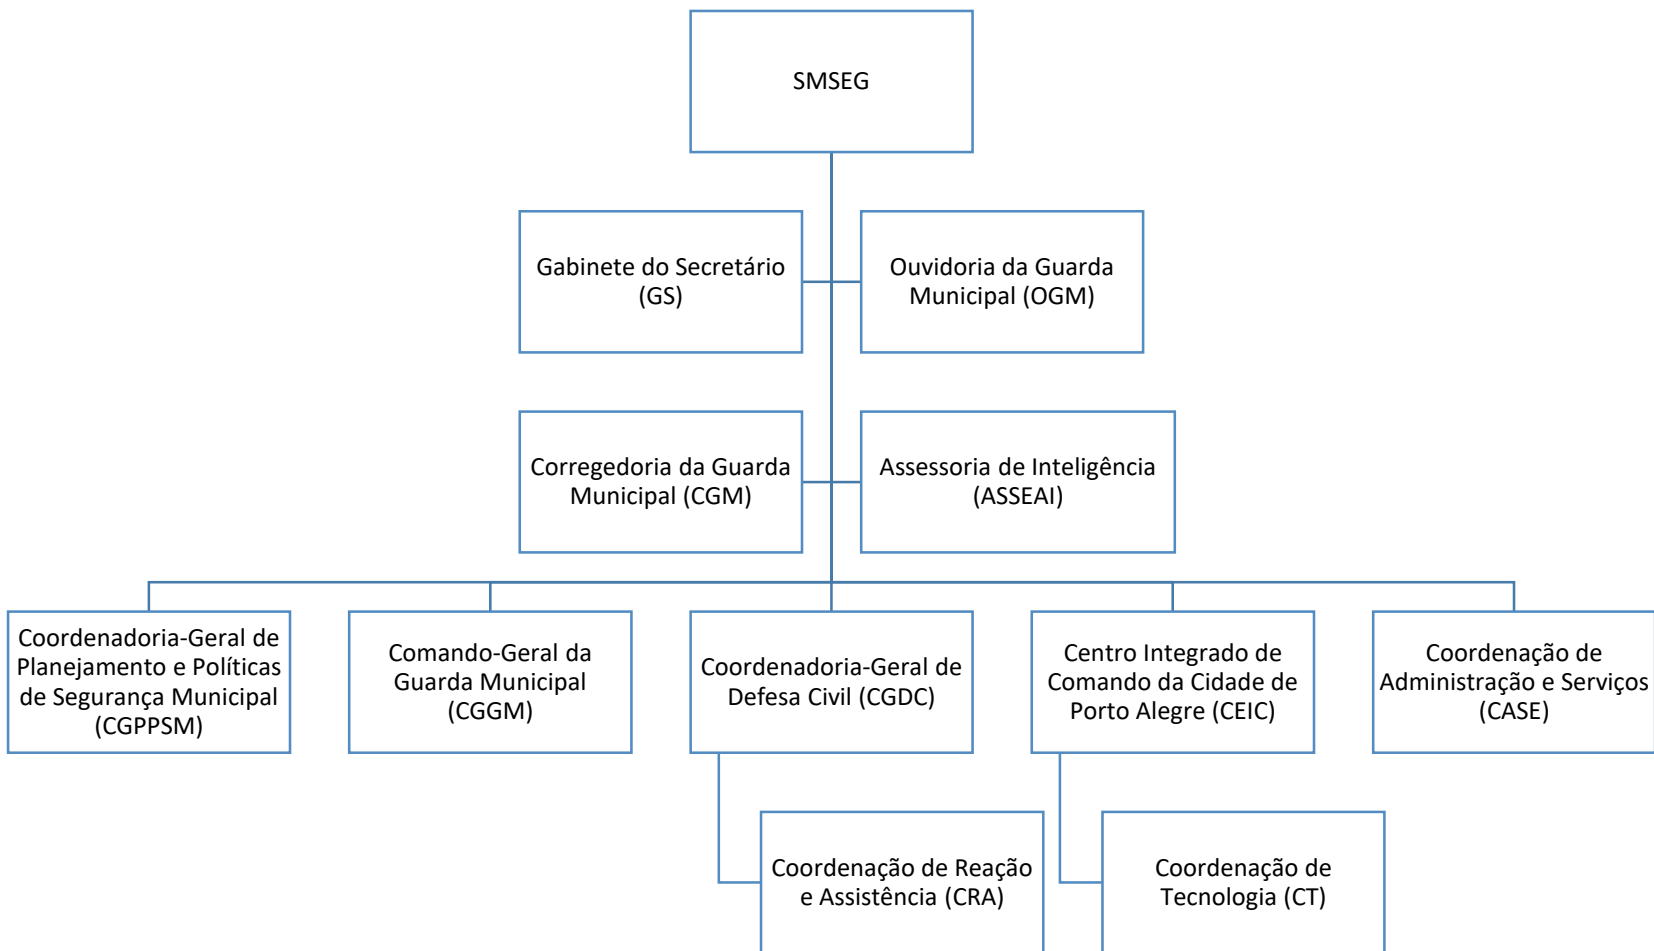 SMSEG
Gabinete do Secretário
(GS)
Ouvidoria da Guarda
Municipal (OGM)
Corregedoria da Guarda
Municipal (CGM)
Assessoria de Inteligência
(ASSEAI)
Coordenadoria-Geral de
Planejamento e Políticas
de Segurança Municipal
(CGPPSM)
Comando-Geral da
Guarda Municipal
(CGGM)
Coordenadoria-Geral de
Defesa Civil (CGDC)
Centro Integrado de
Comando da Cidade de
Porto Alegre (CEIC)
Coordenação de
Administração e Serviços
(CASE)
Coordenação de Reação
e Assistência (CRA)
Coordenação de
Tecnologia (CT)